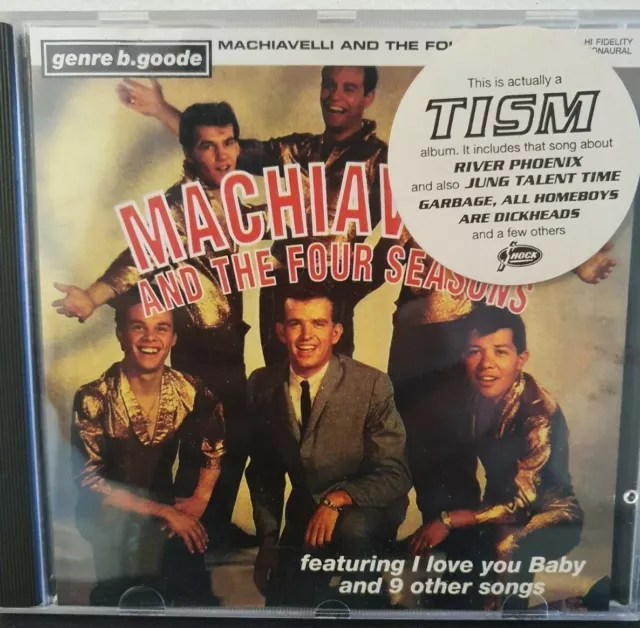 genre b.goode
MACHIAVELLI AND THE FOU
HI FIDELITY
ONAURAL
This is actually a
TISM
album. It includes that song about
RIVER PHOENIX
and also JUNG TALENT TIME
GARBAGE, ALL HOMEBOYS
ARE DICKHEADS
and a few others
SHOCK
MACHIAV
AND THE FOUR SEASONS
featuring I love you Baby
and 9 other songs